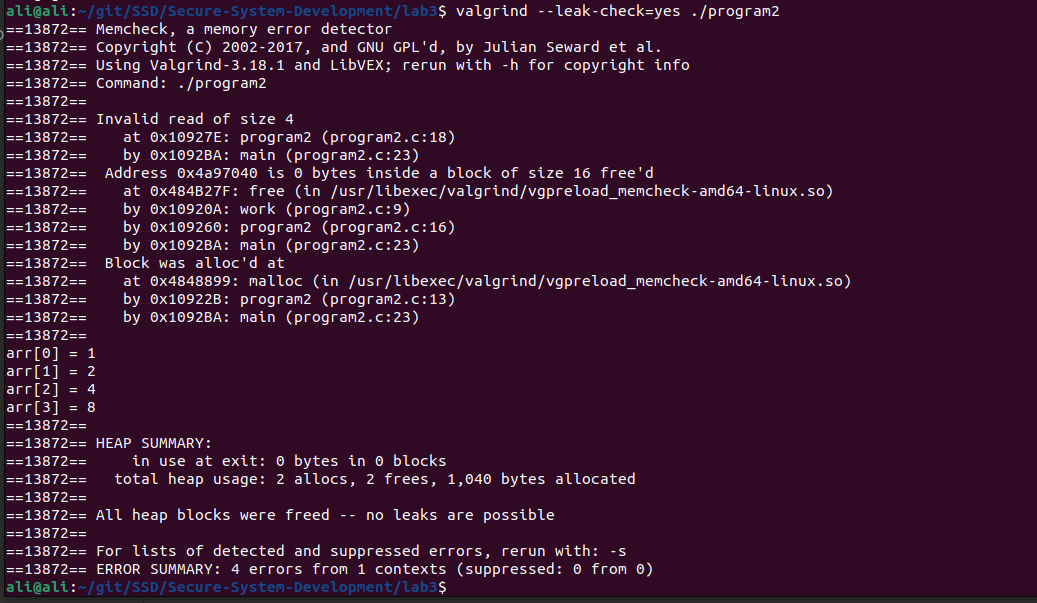 ali@ali:~/git/SSD/Secure-System-Development/lab3$ valgrind --leak-check=yes ./program2
==13872== Memcheck, a memory error detector
==13872== Copyright (C) 2002-2017, and GNU GPL'd, by Julian Seward et al.
==13872== Using Valgrind-3.18.1 and LibVEX; rerun with -h for copyright info
==13872== Command: ./program2
==13872==
==13872== Invalid read of size 4
==13872==    at 0x10927E: program2 (program2.c:18)
==13872==    by 0x1092BA: main (program2.c:23)
==13872==  Address 0x4a97040 is 0 bytes inside a block of size 16 free'd
==13872==    at 0x484B27F: free (in /usr/libexec/valgrind/vgpreload_memcheck-amd64-linux.so)
==13872==    by 0x10920A: work (program2.c:9)
==13872==    by 0x109260: program2 (program2.c:16)
==13872==    by 0x1092BA: main (program2.c:23)
==13872==  Block was alloc'd at
==13872==    at 0x4848899: malloc (in /usr/libexec/valgrind/vgpreload_memcheck-amd64-linux.so)
==13872==    by 0x10922B: program2 (program2.c:13)
==13872==    by 0x1092BA: main (program2.c:23)
==13872==
arr[0] = 1
arr[1] = 2
arr[2] = 4
arr[3] = 8
==13872==
==13872== HEAP SUMMARY:
==13872==     in use at exit: 0 bytes in 0 blocks
==13872==   total heap usage: 2 allocs, 2 frees, 1,040 bytes allocated
==13872==
==13872== All heap blocks were freed -- no leaks are possible
==13872==
==13872== For lists of detected and suppressed errors, rerun with: -s
==13872== ERROR SUMMARY: 4 errors from 1 contexts (suppressed: 0 from 0)
ali@ali:~/git/SSD/Secure-System-Development/lab3$